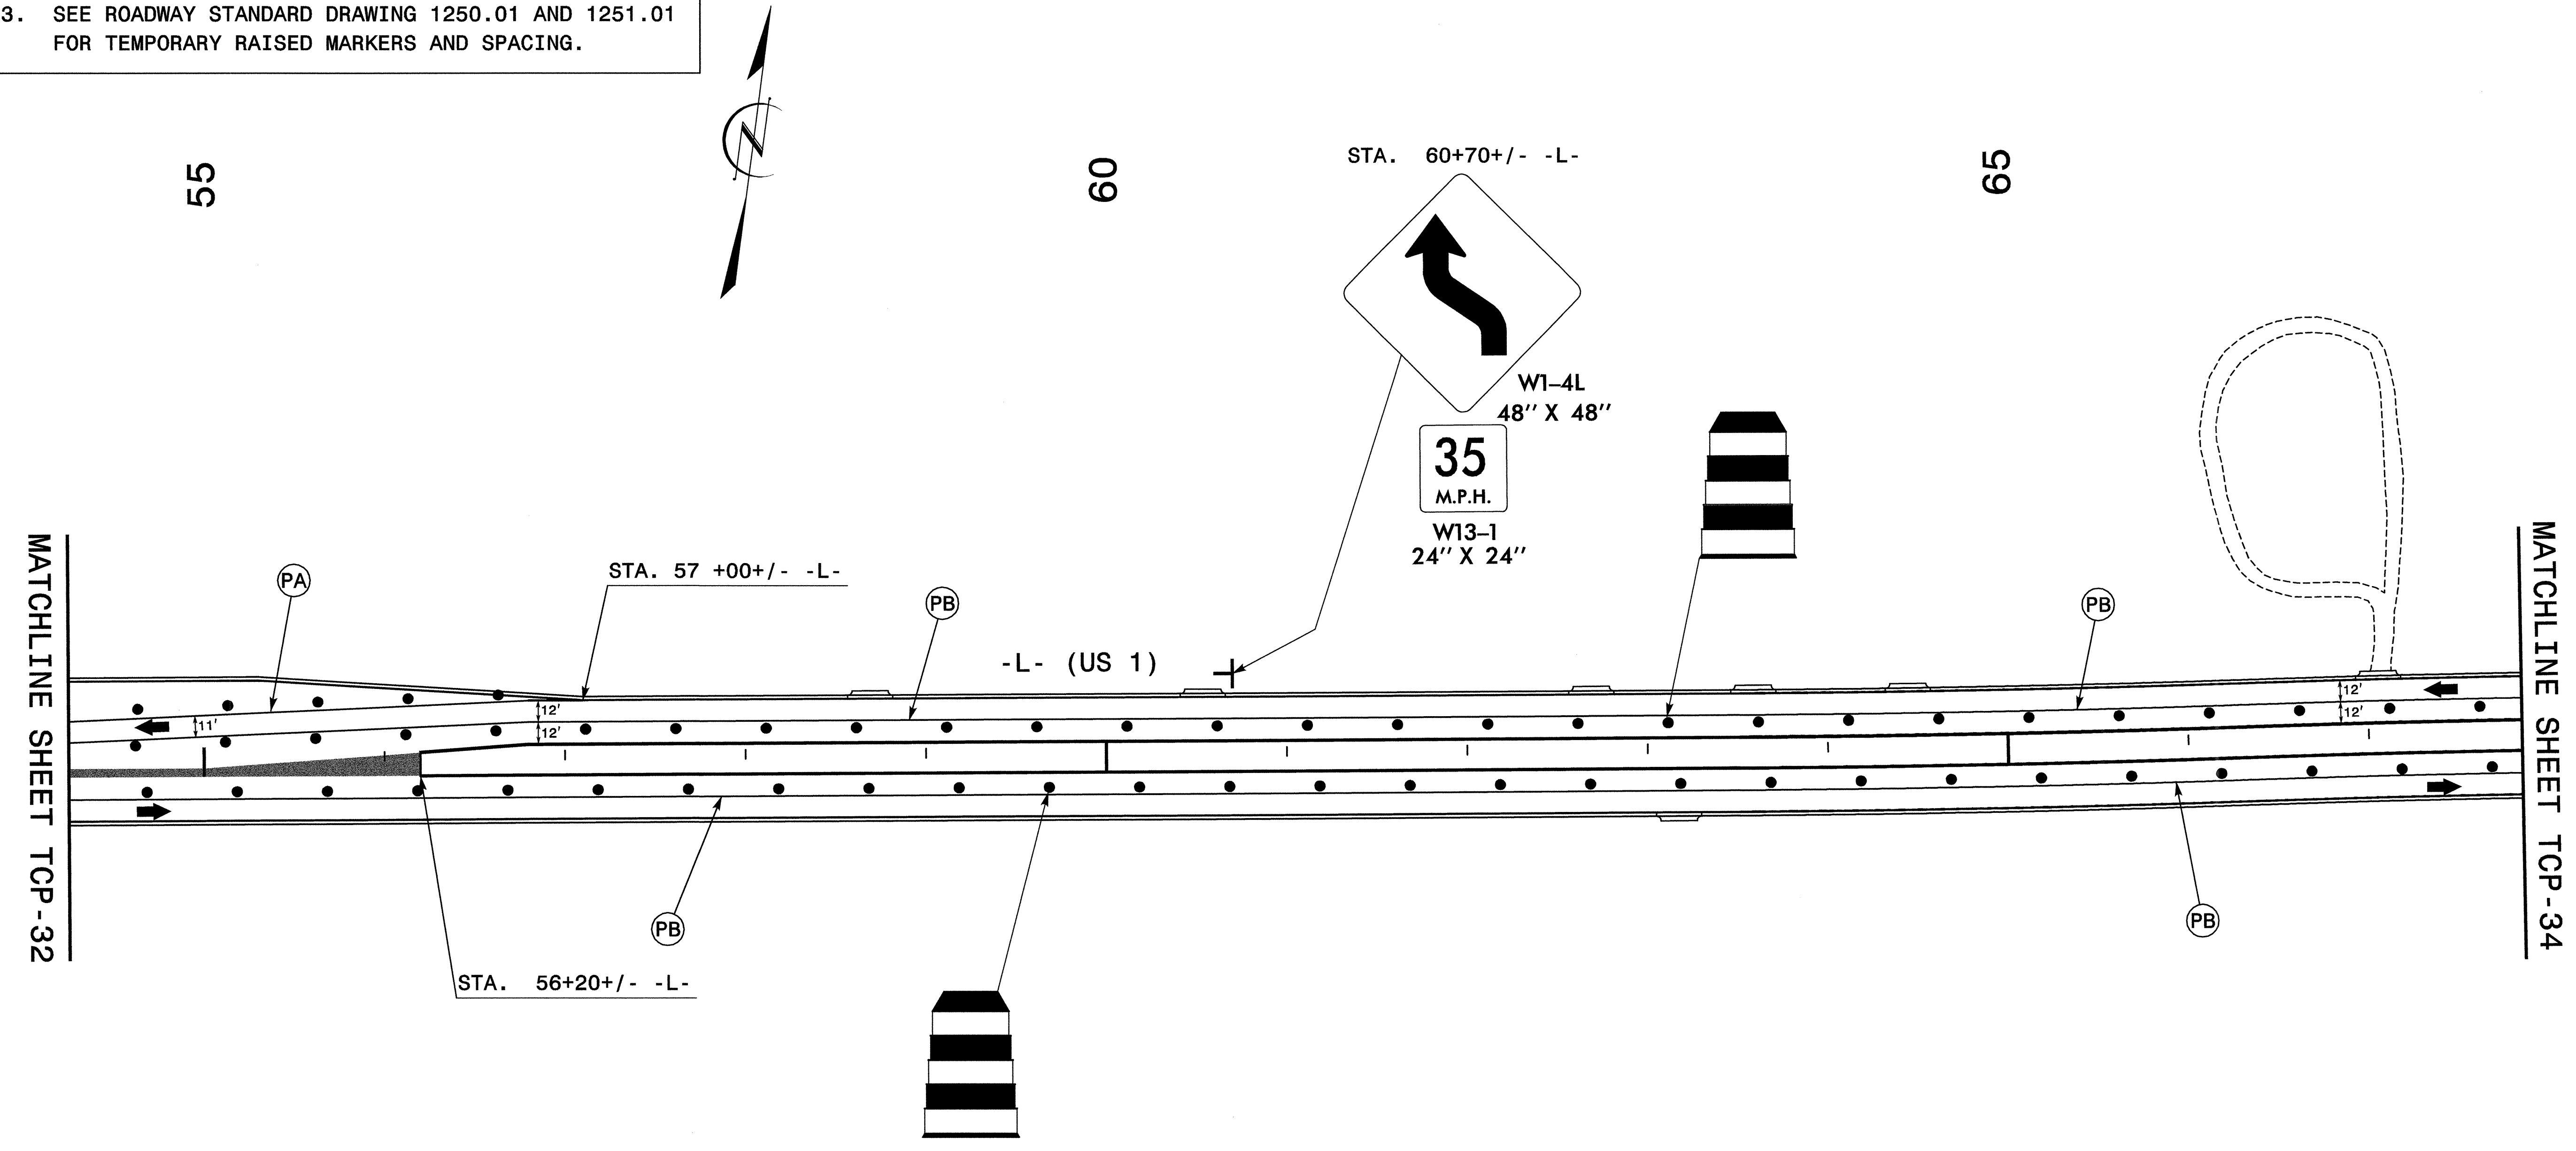 3. SEE ROADWAY STANDARD DRAWING 1250.01 AND 1251.01
FOR TEMPORARY RAISED MARKERS AND SPACING.
N
55
60
65
STA. 60+70+/- -L-
W1-4L
48'' X 48''
35
M.P.H.
W13-1
24'' X 24''
MATCHLINE SHEET TCP-32
MATCHLINE SHEET TCP-34
PA
STA. 57 +00+/- -L-
PB
-L- (US 1)
PB
11'
12'
12'
12'
12'
PB
PB
STA. 56+20+/- -L-